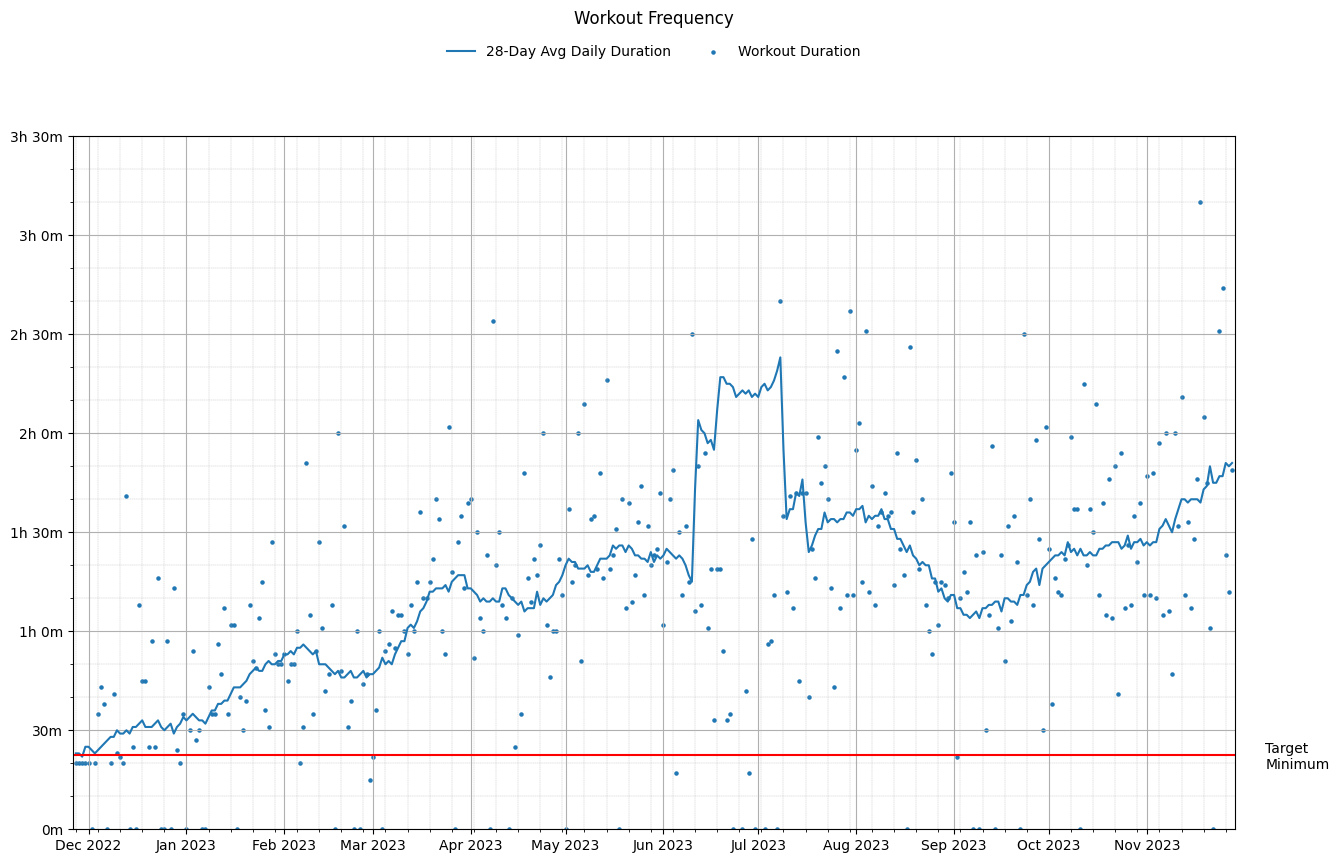 Workout Frequency
28-Day Avg Daily Duration
Workout Duration
3h 30m
3h 0m
2h 30m
2h 0m
1h 30m
1h 0m
30m
0m
Target
Minimum
Dec 2022
Jan 2023
Feb 2023
Mar 2023
Apr 2023
May 2023
Jun 2023
Jul 2023
Aug 2023
Sep 2023
Oct 2023
Nov 2023